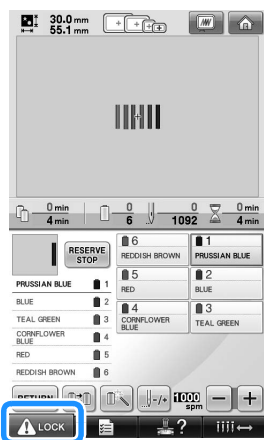 30.0 mm
55.1 mm
0 min
4 min
0
6
0
1092
0 min
4 min
RESERVE
STOP
PRUSSIAN BLUE 1
BLUE 2
TEAL GREEN 3
CORNFLOWER
BLUE 4
RED 5
REDDISH BROWN 6
6
REDDISH BROWN
1
PRUSSIAN BLUE
5
RED
2
BLUE
4
CORNFLOWER
BLUE
3
TEAL GREEN
RETURN
-/+
1000
spm
- +
LOCK
?